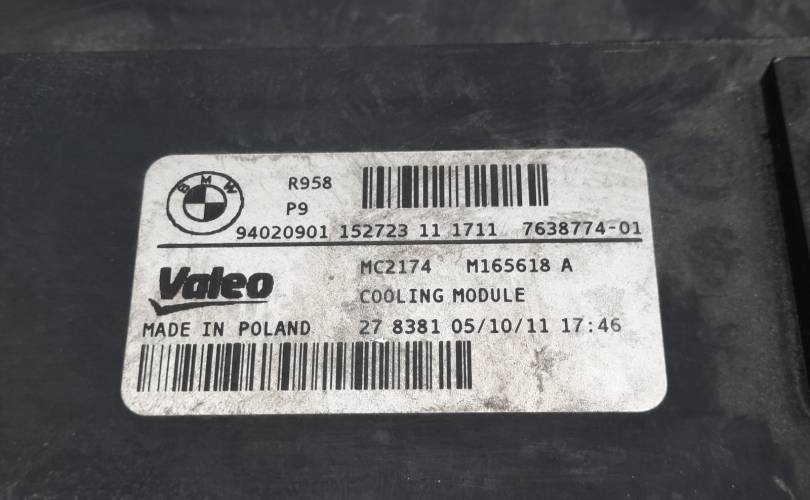 BMW R958
P9
94020901 152723 11 1711 7638774-01
Valeo MC2174 M165618 A
COOLING MODULE
MADE IN POLAND 27 8381 05/10/11 17:46